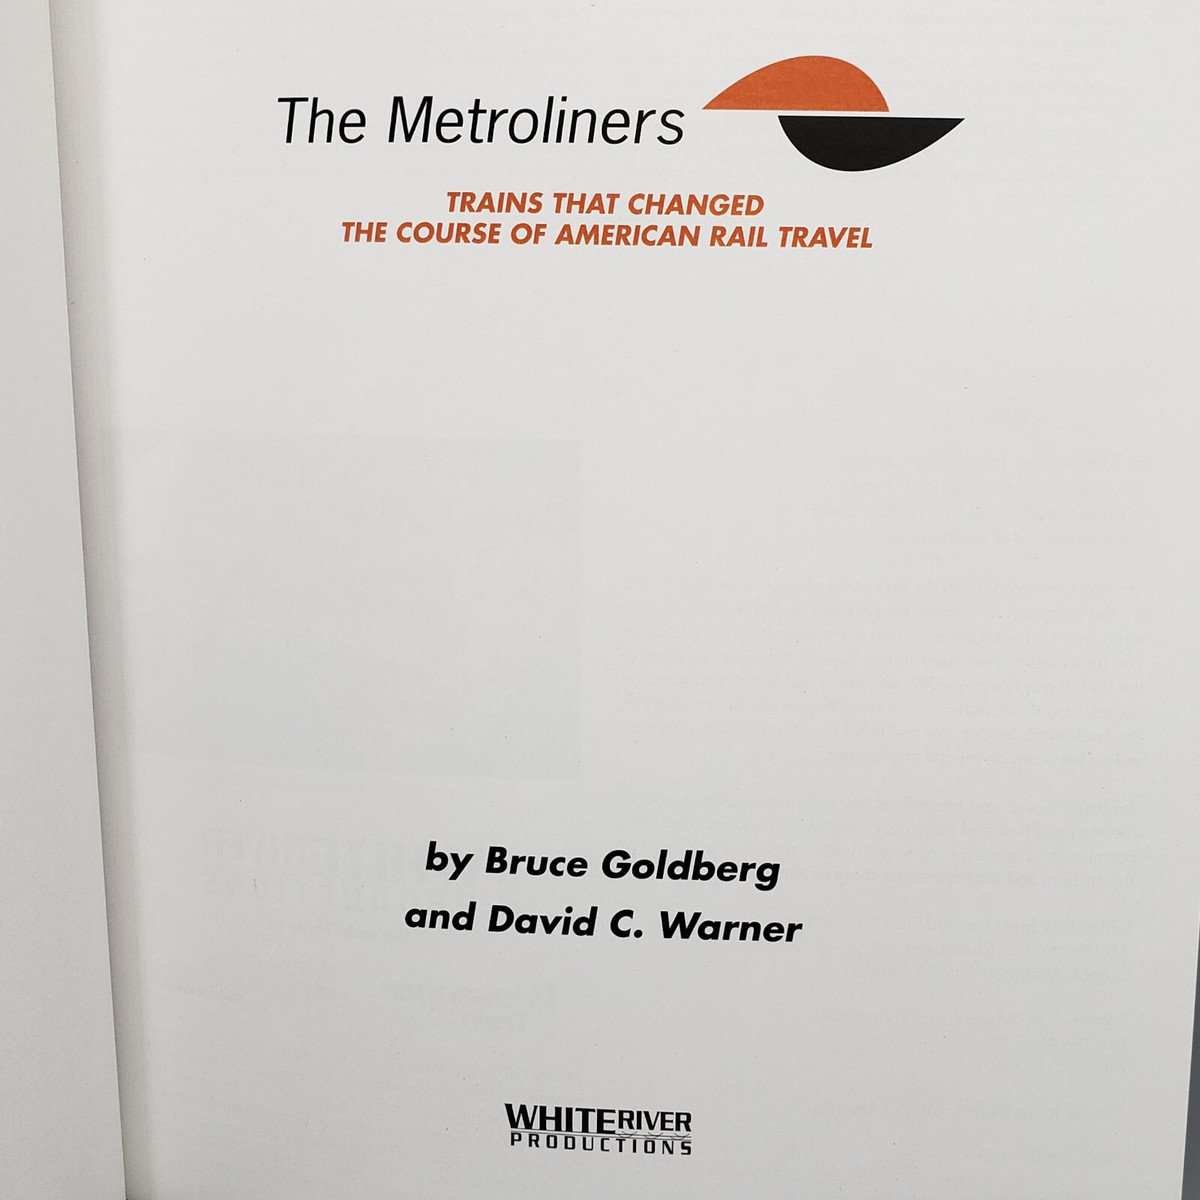 The Metroliners
TRAINS THAT CHANGED
THE COURSE OF AMERICAN RAIL TRAVEL
by Bruce Goldberg
and David C. Warner
WHITERIVER
PRODUCTIONS